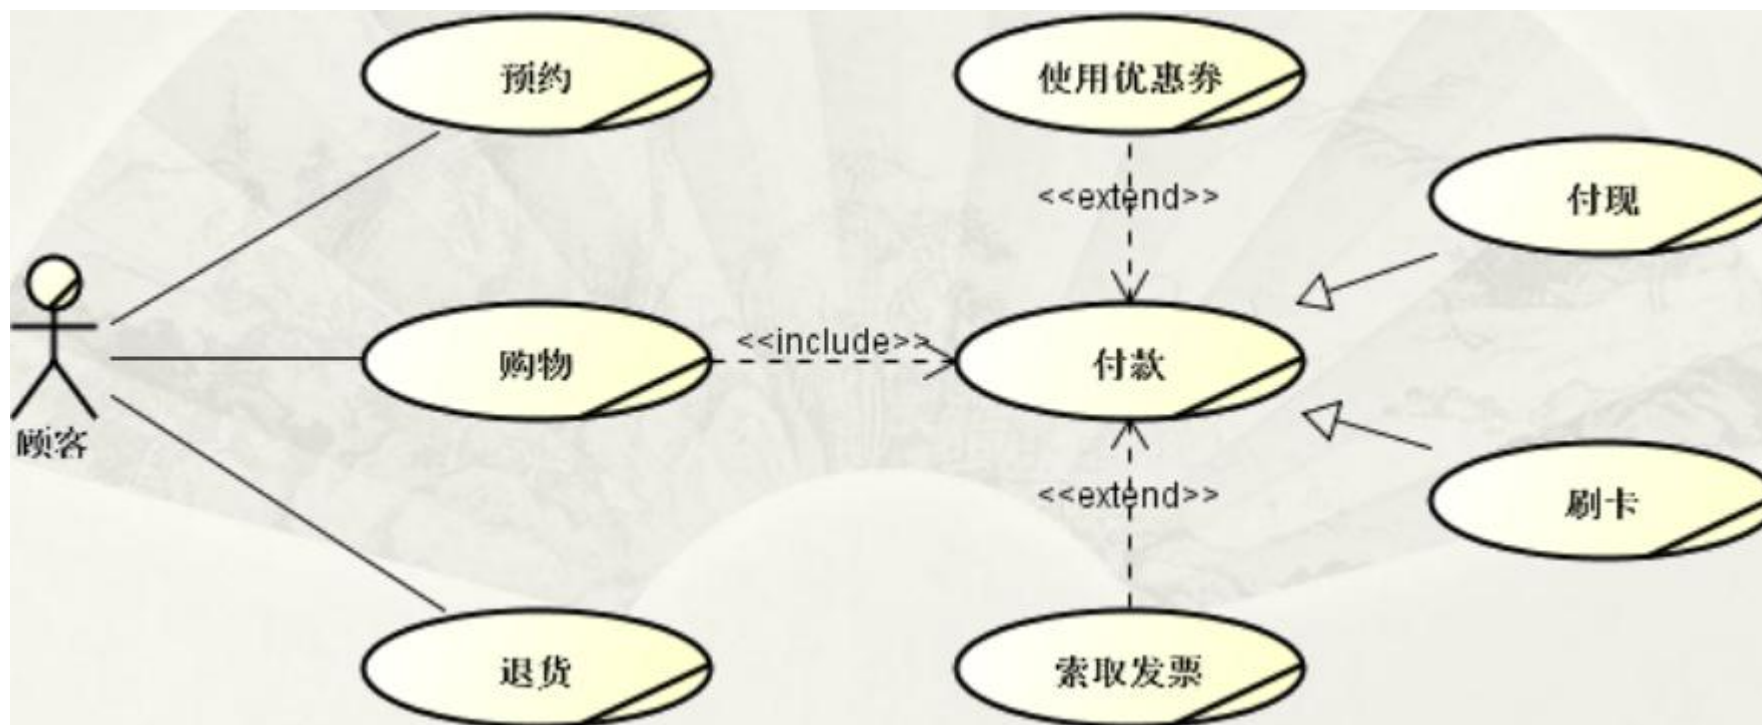 预约
使用优惠券
<<extend>>
付现
购物
<<include>>
付款
顾客
<<extend>>
刷卡
退货
索取发票